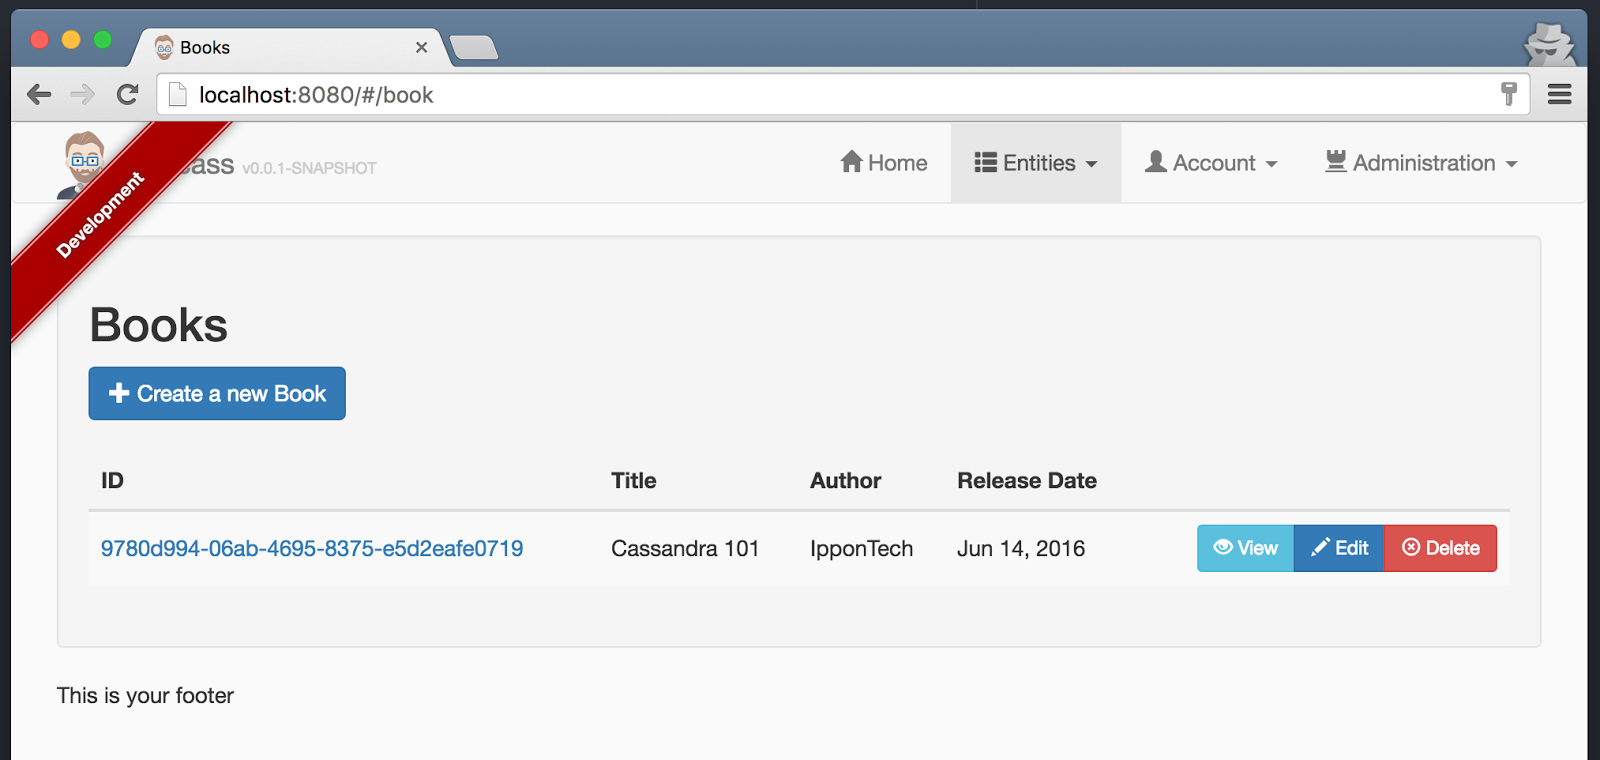 Books
localhost:8080/#/book
Development
v0.0.1-SNAPSHOT
Home Entities Account Administration
Books
Create a new Book
ID Title Author Release Date
9780d994-06ab-4695-8375-e5d2eafe0719 Cassandra 101 IpponTech Jun 14, 2016 View Edit Delete
This is your footer